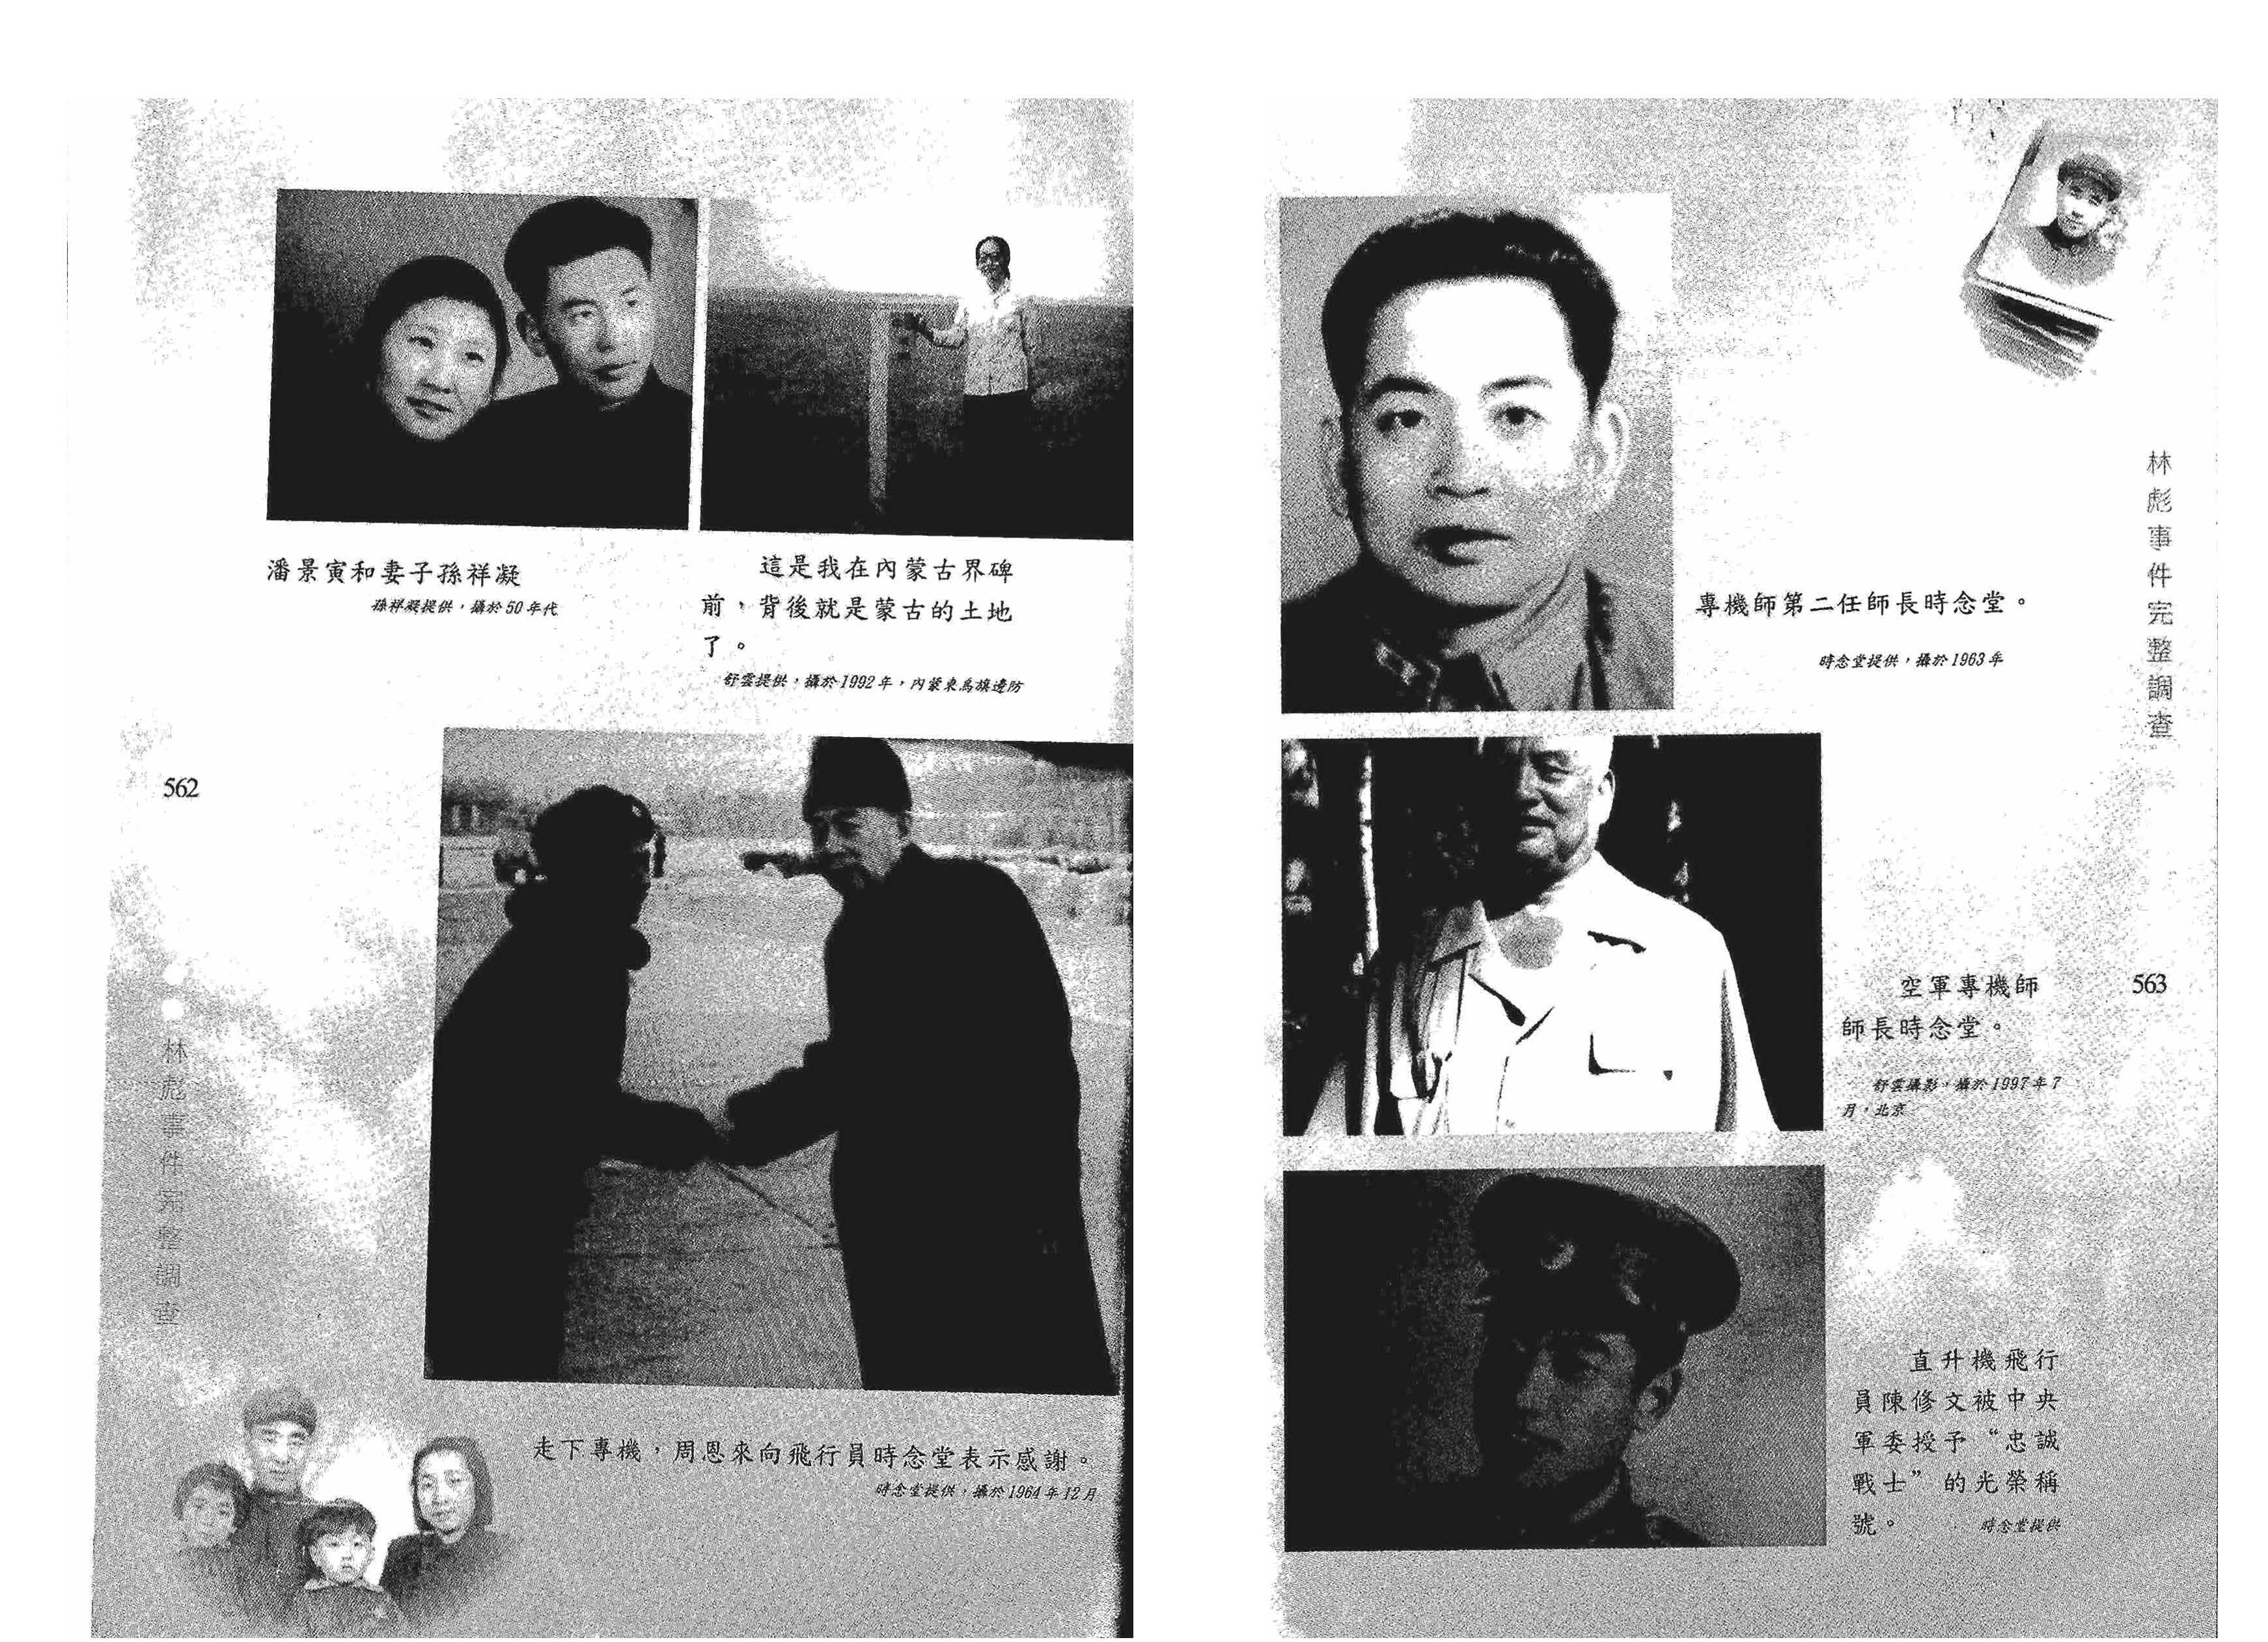 潘景寅和妻子孫祥凝
孫祥凝提供，攝於50年代
這是我在內蒙古界碑
前，背後就是蒙古的土地
了。
舒雲提供，攝於1992年，內蒙東烏旗邊防
562
林彪事件完整調查
走下專機，周恩來向飛行員時念堂表示感謝。
時念堂提供，攝於1964年12月
林彪事件完整調查
專機師第二任師長時念堂。
時念堂提供，攝於1963年
空軍專機師
師長時念堂。
舒雲攝影，攝於1997年7
月，北京
563
直升機飛行
員陳修文被中央
軍委授予“忠誠
戰士”的光榮稱
號。
時念堂提供